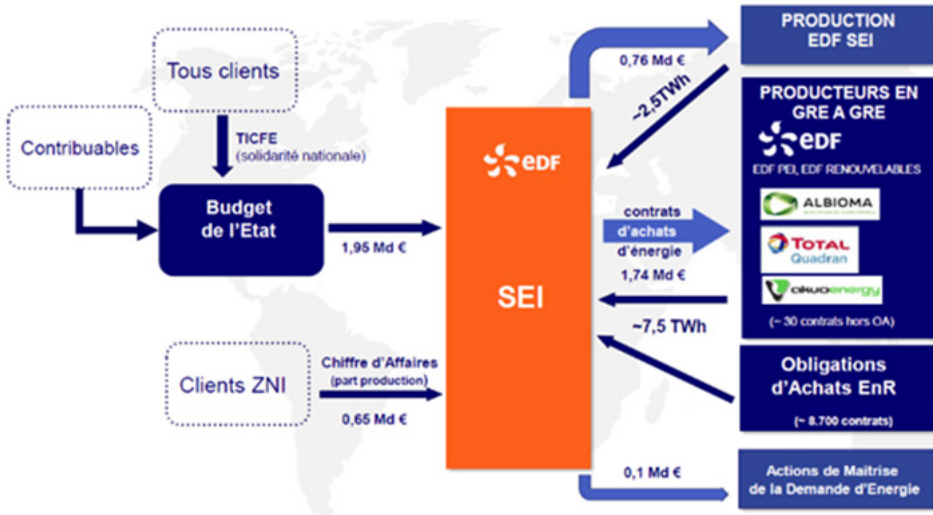 Tous clients
Contribuables
TICFE
(solidarité nationale)
Budget
de l'Etat
1,95 Md €
Clients ZNI
Chiffre d'Affaires
(part production)
0,65 Md €
eDF
SEI
0,76 Md €
~2,5TWh
contrats
d'achats
d'énergie
1,74 Md €
~7,5 TWh
0,1 Md €
PRODUCTION
EDF SEI
PRODUCTEURS EN
GRE A GRE
eDF
EDF PEI, EDF RENOUVELABLES
ALBIOMA
TOTAL
Quadran
akuoenergy
(~ 30 contrats hors OA)
Obligations
d'Achats EnR
(~ 8.700 contrats)
Actions de Maîtrise
de la Demande d'Energie